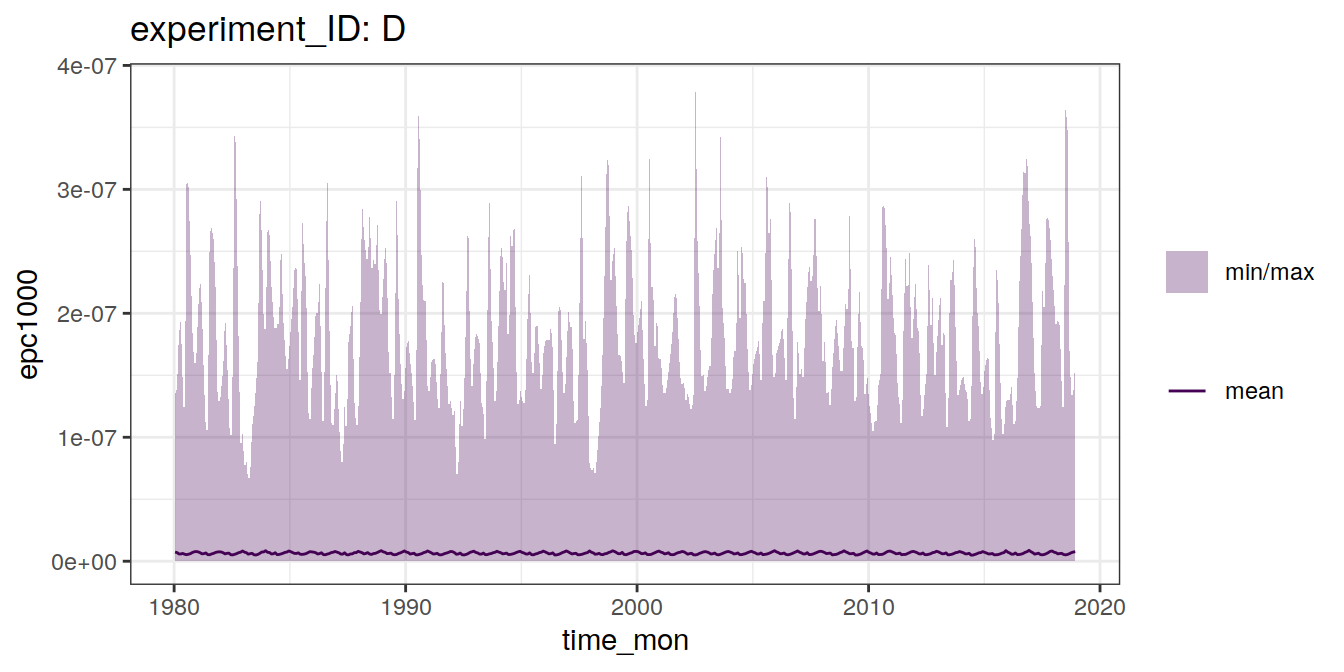 experiment_ID: D
4e-07
3e-07
2e-07
1e-07
0e+00
epc1000
1980
1990
2000
2010
2020
time_mon
min/max
mean